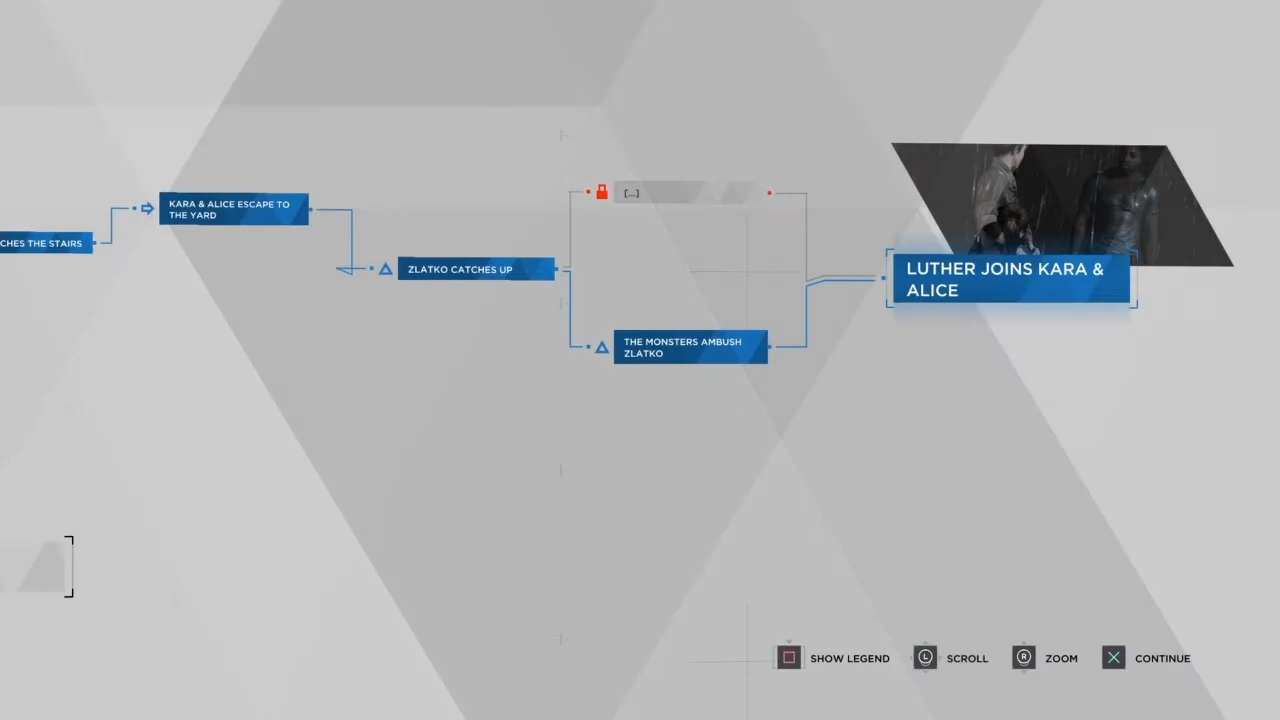 KARA & ALICE ESCAPE TO
THE YARD
CHES THE STAIRS
ZLATKO CATCHES UP
[...]
THE MONSTERS AMBUSH
ZLATKO
LUTHER JOINS KARA &
ALICE
SHOW LEGEND
L
SCROLL
R
ZOOM
CONTINUE